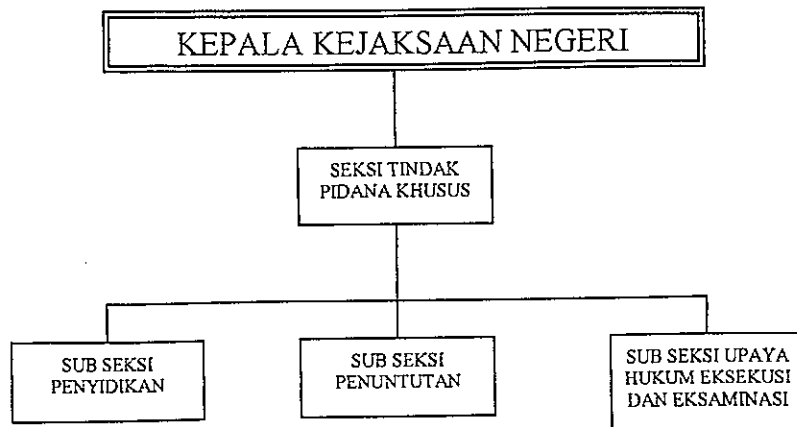 KEPALA KEJAKSAAN NEGERI
SEKSI TINDAK
PIDANA KHUSUS
SUB SEKSI
PENYIDIKAN
SUB SEKSI
PENUNTUTAN
SUB SEKSI UPAYA
HUKUM EKSEKUSI
DAN EKSAMINASI